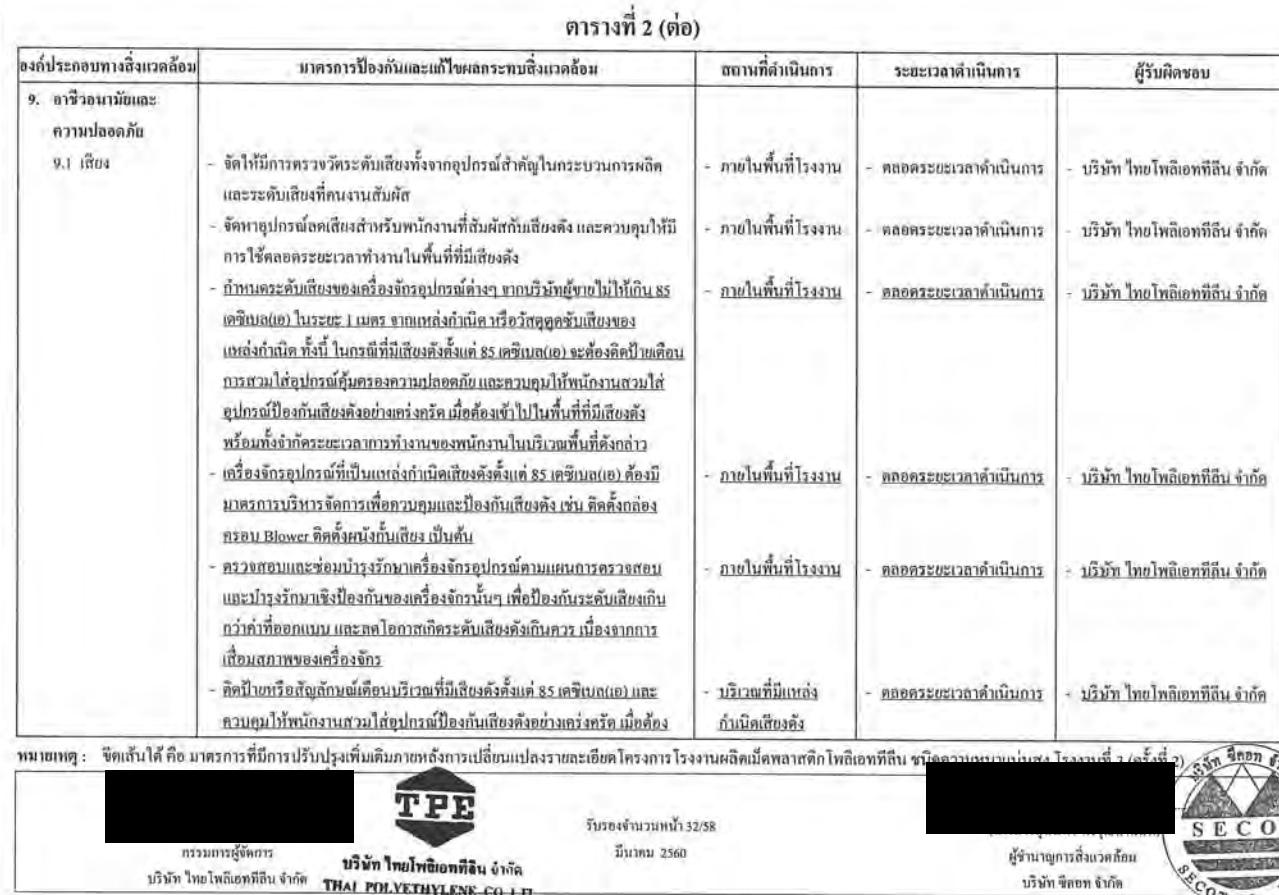 ตารางที่ 2 (ต่อ)
องค์ประกอบทางสิ่งแวดล้อม มาตรการป้องกันและแก้ไขผลกระทบสิ่งแวดล้อม สถานที่ดำเนินการ ระยะเวลาดำเนินการ ผู้รับผิดชอบ
9. อาชีวอนามัยและ
ความปลอดภัย
9.1 เสียง - จัดให้มีการตรวจวัดระดับเสียงทั้งจากอุปกรณ์สำคัญในกระบวนการผลิต - ภายในพื้นที่โรงงาน - ตลอดระยะเวลาดำเนินการ - บริษัท ไทยโพลิเอททีลีน จำกัด
และระดับเสียงที่คนงานสัมผัส
- จัดหาอุปกรณ์ลดเสียงสำหรับพนักงานที่สัมผัสกับเสียงดัง และควบคุมให้มี - ภายในพื้นที่โรงงาน - ตลอดระยะเวลาดำเนินการ - บริษัท ไทยโพลิเอททีลีน จำกัด
การใช้ตลอดระยะเวลาทำงานในพื้นที่ที่มีเสียงดัง
- กำหนดระดับเสียงของเครื่องจักรอุปกรณ์ต่างๆ จากบริษัทผู้ขายไม่ให้เกิน 85 - ภายในพื้นที่โรงงาน - ตลอดระยะเวลาดำเนินการ - บริษัท ไทยโพลิเอททีลีน จำกัด
เดซิเบล(เอ) ในระยะ 1 เมตร จากแหล่งกำเนิด หรือวัสดุดูดซับเสียงของ
แหล่งกำเนิด ทั้งนี้ ในกรณีที่มีเสียงดังตั้งแต่ 85 เดซิเบล(เอ) จะต้องติดป้ายเตือน
การสวมใส่อุปกรณ์คุ้มครองความปลอดภัย และควบคุมให้พนักงานสวมใส่
อุปกรณ์ป้องกันเสียงดังอย่างเคร่งครัด เมื่อต้องเข้าไปในพื้นที่ที่มีเสียงดัง
พร้อมทั้งจำกัดระยะเวลาการทำงานของพนักงานในบริเวณพื้นที่ดังกล่าว
- เครื่องจักรอุปกรณ์ที่เป็นแหล่งกำเนิดเสียงดังตั้งแต่ 85 เดซิเบล(เอ) ต้องมี - ภายในพื้นที่โรงงาน - ตลอดระยะเวลาดำเนินการ - บริษัท ไทยโพลิเอททีลีน จำกัด
มาตรการบริหารจัดการเพื่อควบคุมและป้องกันเสียงดัง เช่น ติดตั้งกล่อง
ครอบ Blower ติดตั้งผนังกั้นเสียง เป็นต้น
- ตรวจสอบและซ่อมบำรุงรักษาเครื่องจักรอุปกรณ์ตามแผนการตรวจสอบ - ภายในพื้นที่โรงงาน - ตลอดระยะเวลาดำเนินการ - บริษัท ไทยโพลิเอททีลีน จำกัด
และบำรุงรักษาเชิงป้องกันของเครื่องจักรนั้นๆ เพื่อป้องกันระดับเสียงเกิน
กว่าค่าที่ออกแบบ และลดโอกาสเกิดระดับเสียงดังเกินควร เนื่องจากการ
เสื่อมสภาพของเครื่องจักร
- ติดป้ายหรือสัญลักษณ์เตือนบริเวณที่มีเสียงดังตั้งแต่ 85 เดซิเบล(เอ) และ - บริเวณที่มีแหล่ง - ตลอดระยะเวลาดำเนินการ - บริษัท ไทยโพลิเอททีลีน จำกัด
ควบคุมให้พนักงานสวมใส่อุปกรณ์ป้องกันเสียงดังอย่างเคร่งครัด เมื่อต้อง กำเนิดเสียงดัง
หมายเหตุ : ขีดเส้นใต้ คือ มาตรการที่มีการปรับปรุงเพิ่มเติมภายหลังการเปลี่ยนแปลงรายละเอียดโครงการโรงงานผลิตเม็ดพลาสติกโพลิเอททีลีน ชนิดความหนาแน่นสูง โรงงานที่ 3 (ครั้งที่ 2)
TPE
รับรองจำนวนหน้า 32/58
มีนาคม 2560
กรรมการผู้จัดการ
บริษัท ไทยโพลิเอททีลีน จำกัด
บริษัท ไทยโพลิเอททีลีน จำกัด
THAI POLYETHYLENE CO.,LT
ผู้ชำนาญการสิ่งแวดล้อม
บริษัท ซีคอท จำกัด
บริษัท ซีคอท
SECO